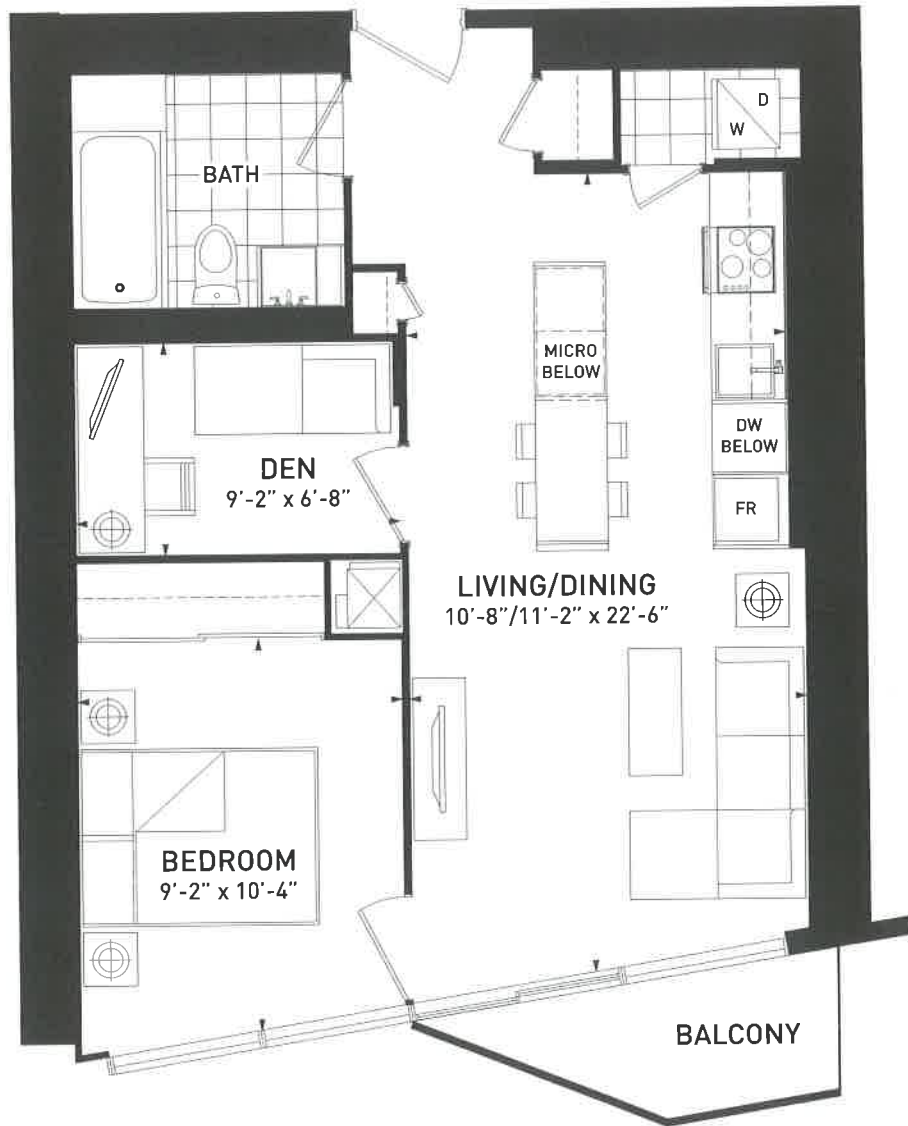 D
W
BATH
MICRO
BELOW
DW
BELOW
DEN
9'-2" x 6'-8"
FR
LIVING/DINING
10'-8"/11'-2" x 22'-6"
BEDROOM
9'-2" x 10'-4"
BALCONY